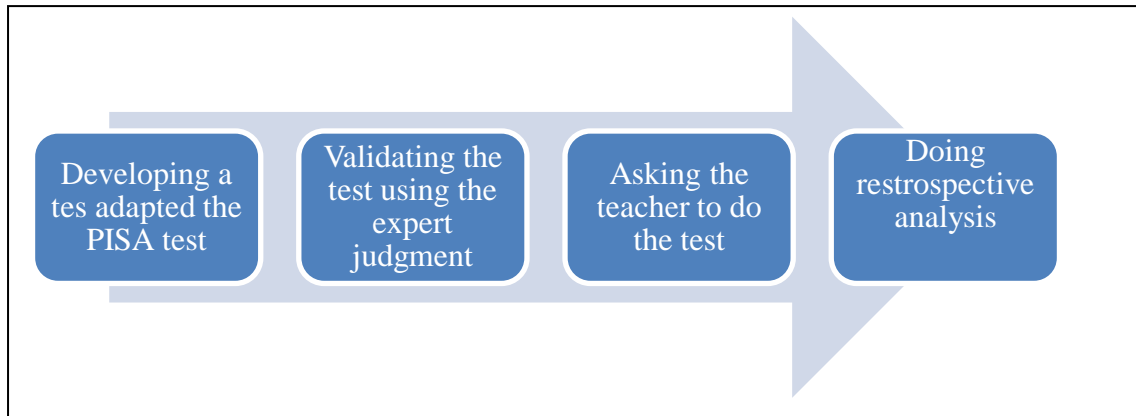 Developing a
tes adapted the
PISA test
Validating the
test using the
expert
judgment
Asking the
teacher to do
the test
Doing
restrospective
analysis